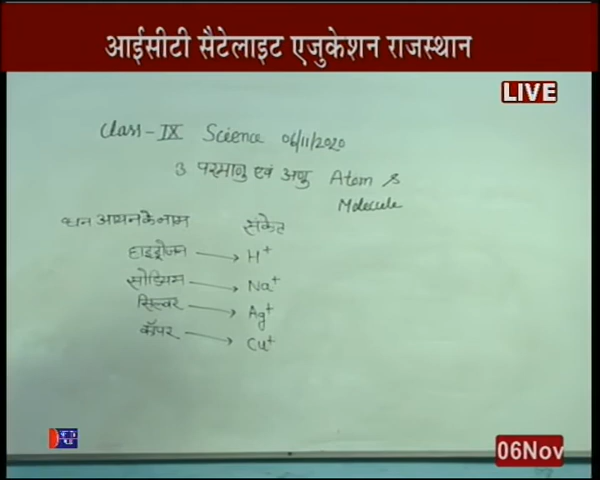 आईसीटी सैटेलाइट एजुकेशन राजस्थान
LIVE
Class-IX Science 06/11/2020
3 परमाणु एवं अणु Atom &
Molecule
धन आयन के नाम संकेत
हाइड्रोजन → H+
सोडियम → Na+
सिल्वर → Ag+
कॉपर → Cu+
06Nov